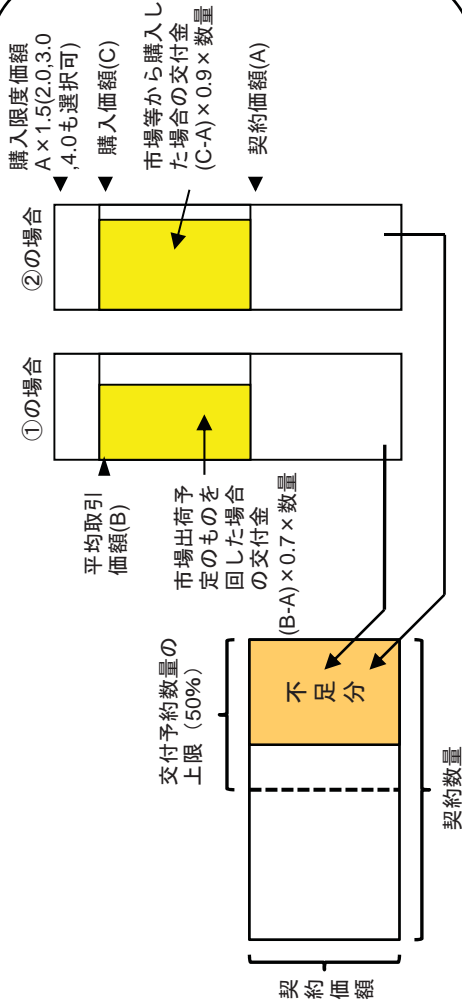 ①の場合
②の場合
購入限度価額
A×1.5(2.0,3.0
,4.0も選択可)
購入価額(C)
市場等から購入し
た場合の交付金
(C-A)×0.9×数量
契約価額(A)
平均取引
価額(B)
市場出荷予
定のものを
回した場合
の交付金
(B-A)×0.7×数量
交付予約数量の
上限（50%）
不足分
契約価額
契約数量